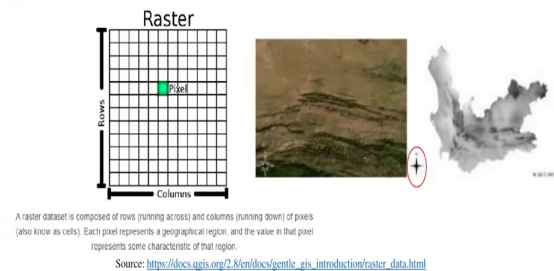 Raster
Pixel
Rows
Columns
A raster dataset is composed of rows (running across) and columns (running down) of pixels
(also know as cells). Each pixel represents a geographical region, and the value in that pixel
represents some characteristic of that region.
Source: https://docs.qgis.org/2.8/en/docs/gentle_gis_introduction/raster_data.html